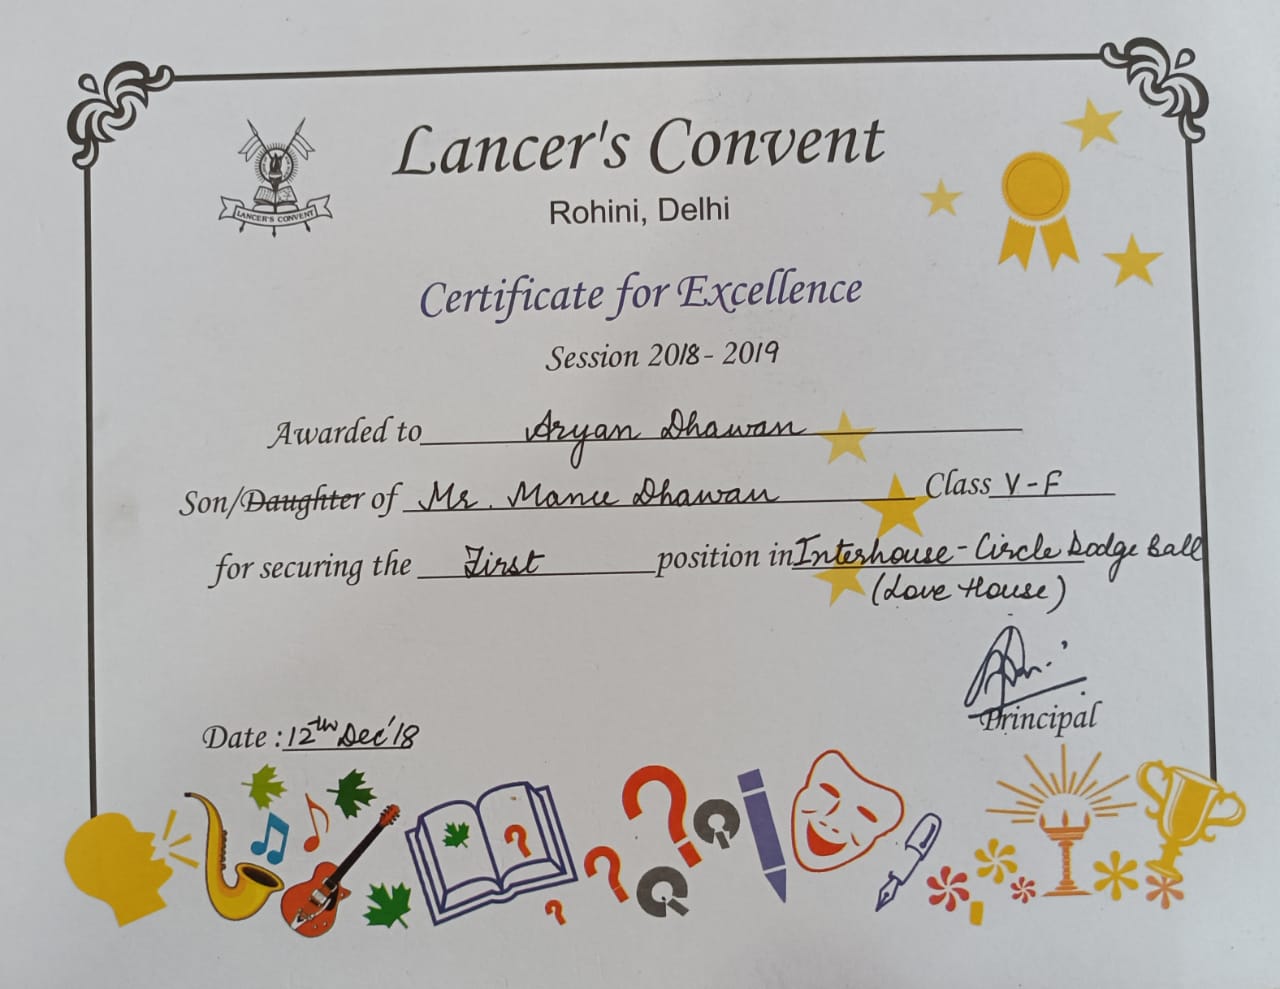 Lancer's Convent
LANCER'S CONVENT
Rohini, Delhi
Certificate for Excellence
Session 2018- 2019
Awarded to Aryan Dhawan
Son/Daughter of Mr. Manu Dhawan Class V-F
for securing the First position in Interhouse - Circle Dodge Ball
(Love House)
Principal
Date : 12th Dec'18